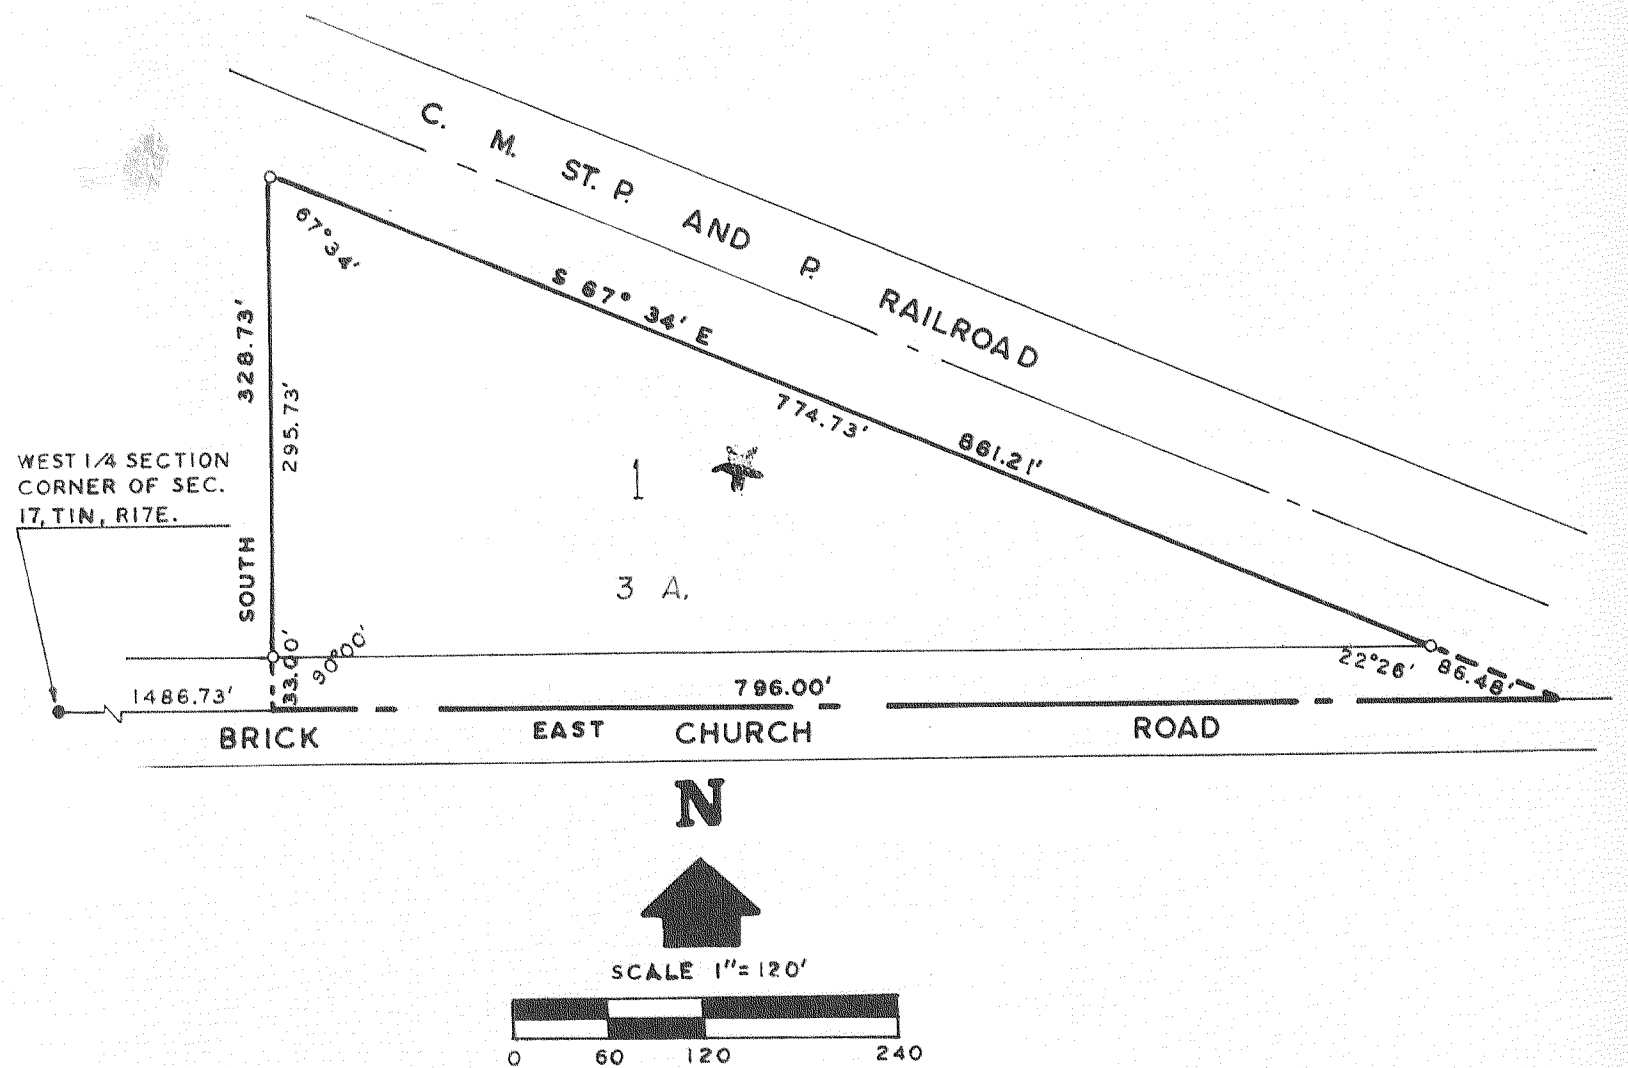 C. M. ST. P. AND P. RAILROAD
67°34'
S 67° 34' E
328.73'
295.73'
774.73'
861.21'
WEST 1/4 SECTION
CORNER OF SEC.
17, T1N, R17E.
1
3 A.
SOUTH
33.00'
90°00'
22°26'
86.48'
1486.73'
796.00'
BRICK EAST CHURCH ROAD
N
SCALE 1"=120'
0 60 120 240